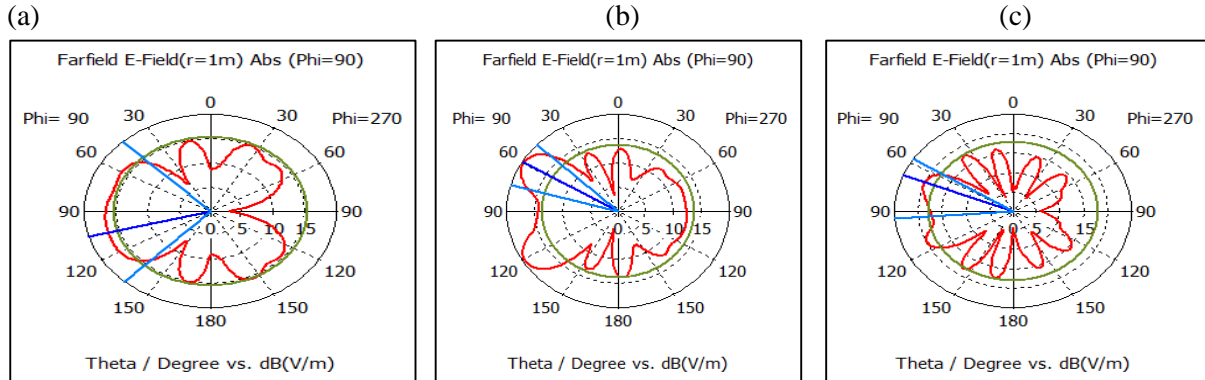 (a) (b) (c)
Farfield E-Field(r=1m) Abs (Phi=90)
0
30 30
Phi= 90 Phi=270
60 60
90 0 5 10 15 90
120 120
150 150
180
Theta / Degree vs. dB(V/m)
Farfield E-Field(r=1m) Abs (Phi=90)
0
30 30
Phi= 90 Phi=270
60 60
90 0 5 10 15 90
120 120
150 150
180
Theta / Degree vs. dB(V/m)
Farfield E-Field(r=1m) Abs (Phi=90)
0
30 30
Phi= 90 Phi=270
60 60
90 0 5 15 90
120 120
150 150
180
Theta / Degree vs. dB(V/m)